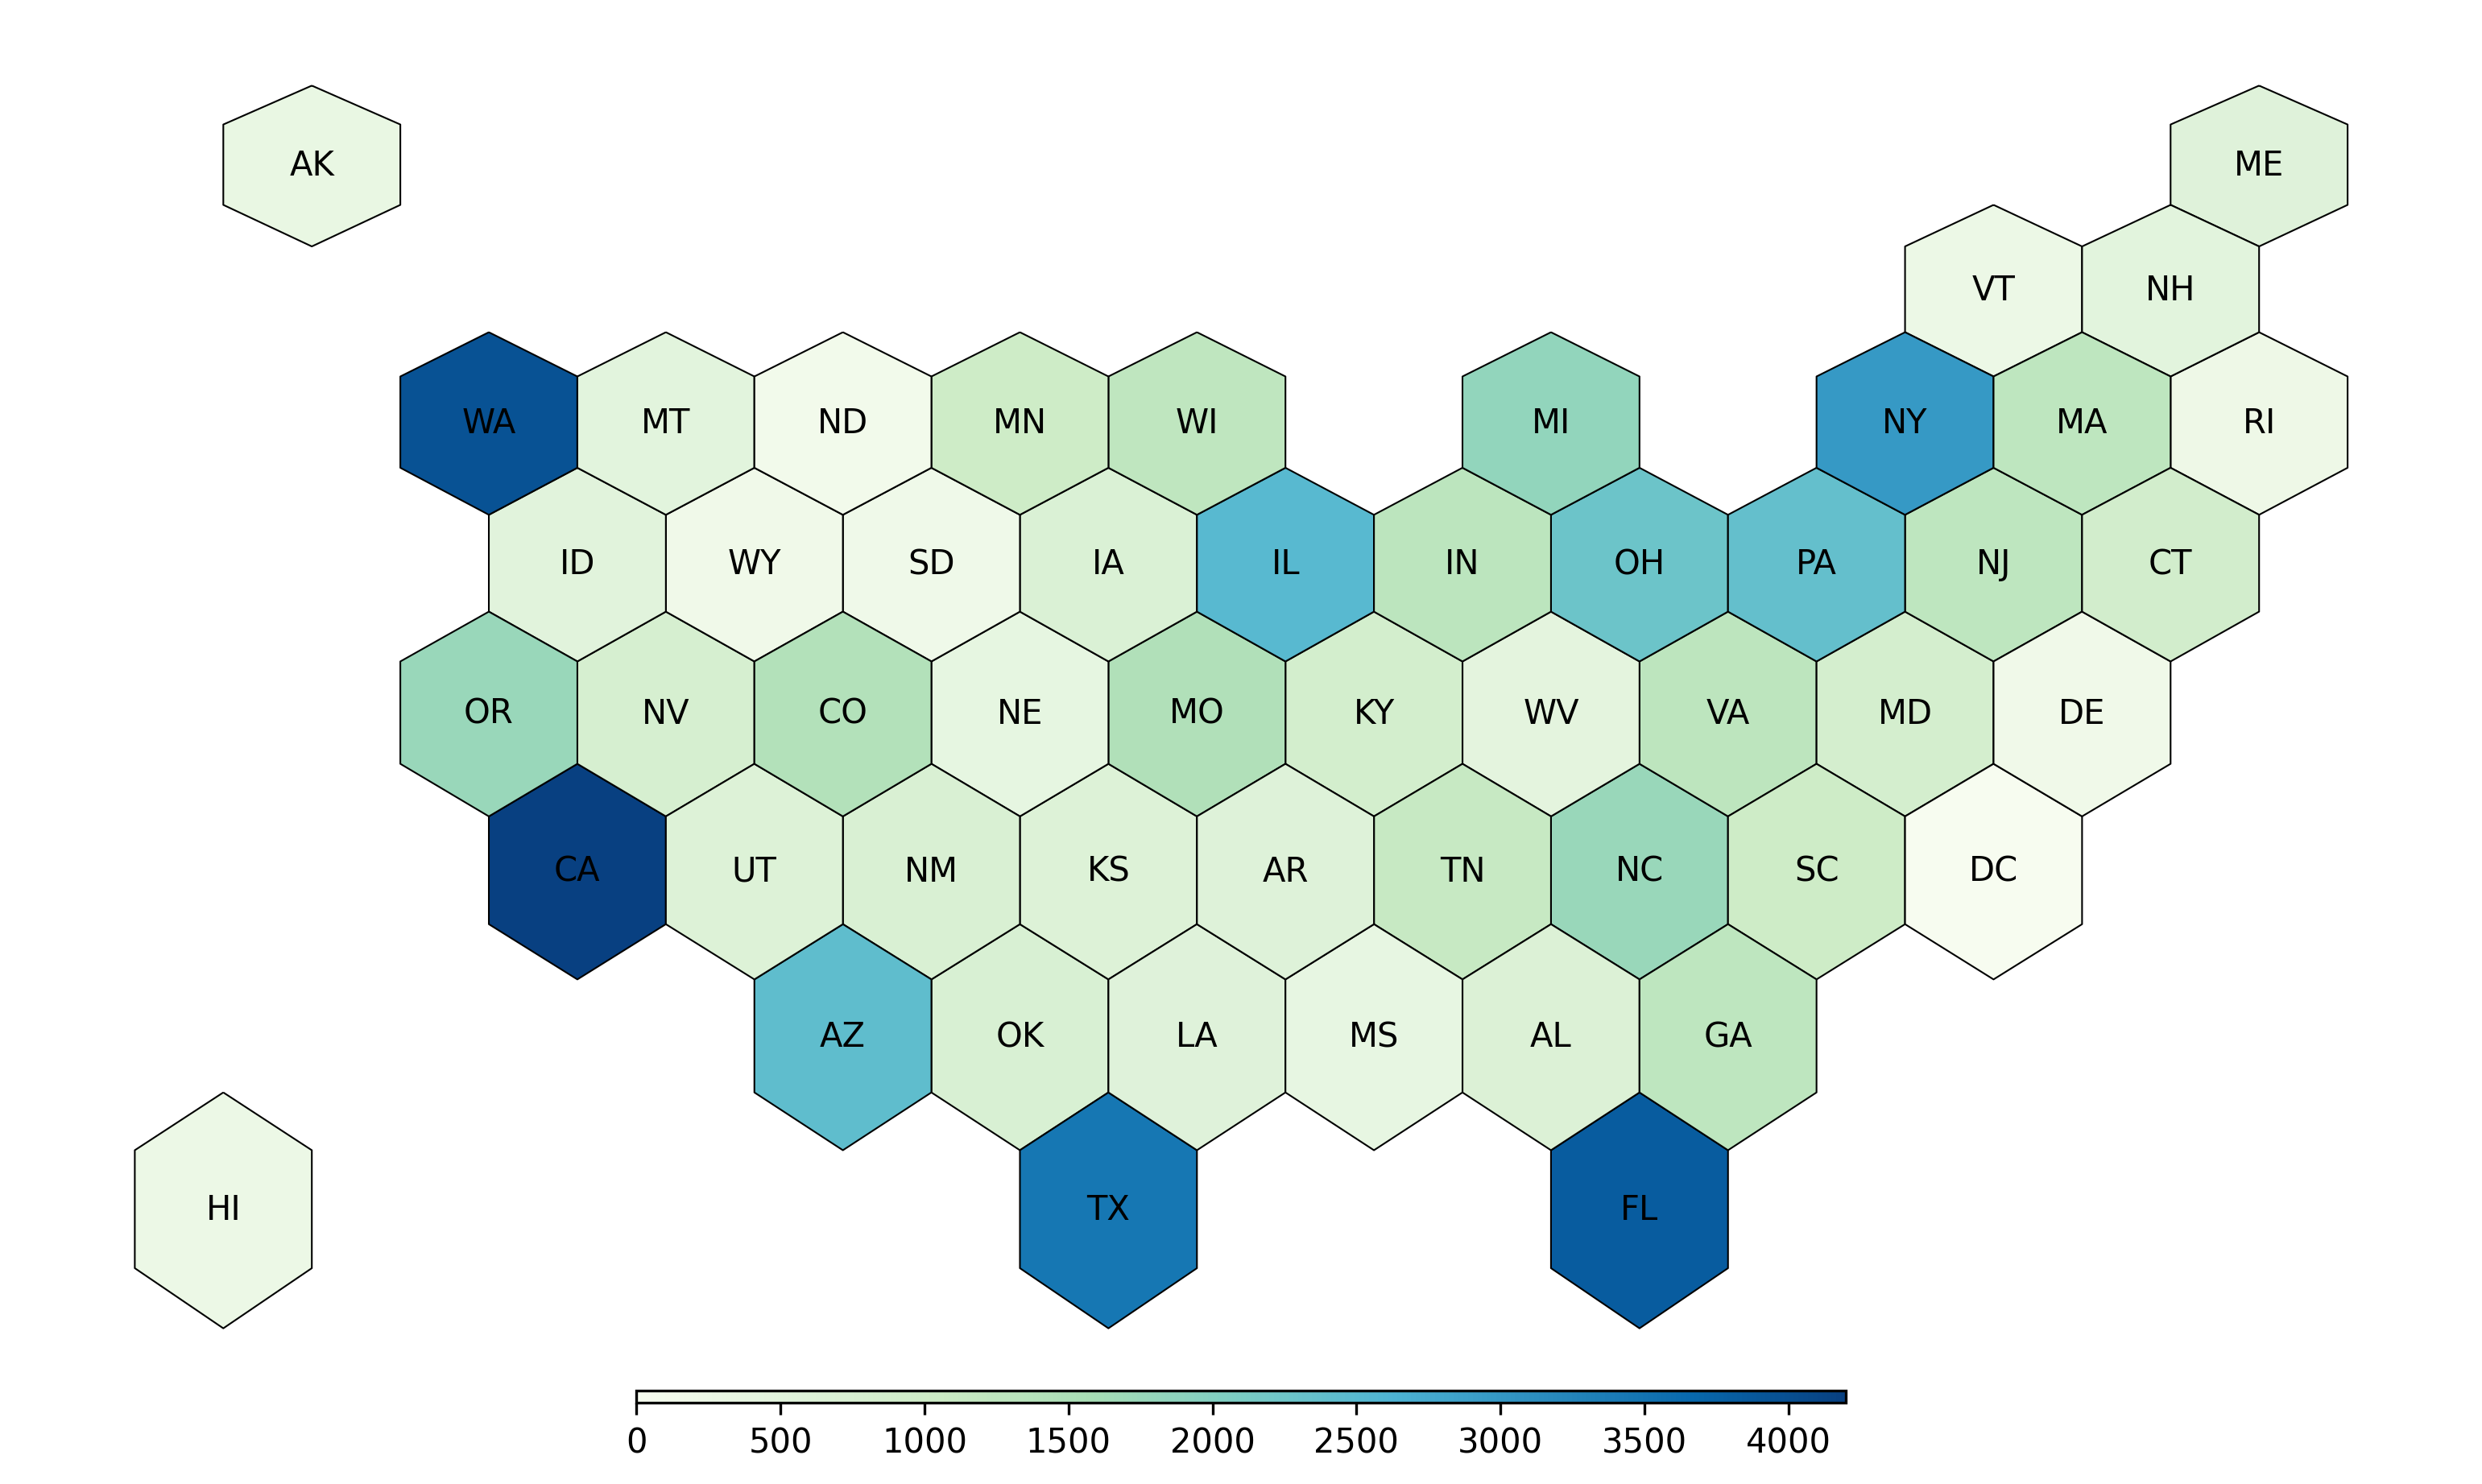 AK
ME
VT NH
WA MT ND MN WI MI NY MA RI
ID WY SD IA IL IN OH PA NJ CT
OR NV CO NE MO KY WV VA MD DE
CA UT NM KS AR TN NC SC DC
AZ OK LA MS AL GA
HI TX FL
0 500 1000 1500 2000 2500 3000 3500 4000